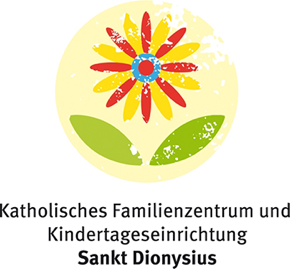 Katholisches Familienzentrum und
Kindertageseinrichtung
Sankt Dionysius